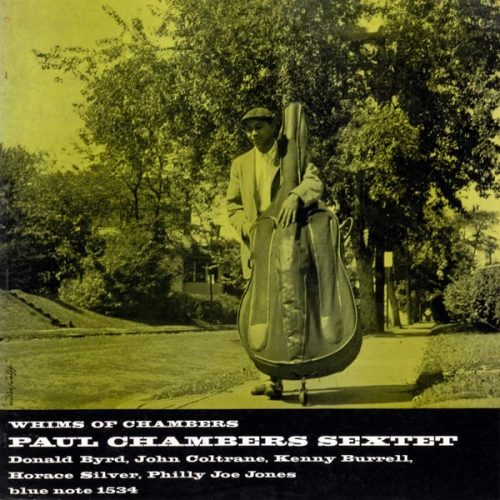 WHIMS OF CHAMBERS
PAUL CHAMBERS SEXTET
Donald Byrd, John Coltrane, Kenny Burrell,
Horace Silver, Philly Joe Jones
blue note 1534